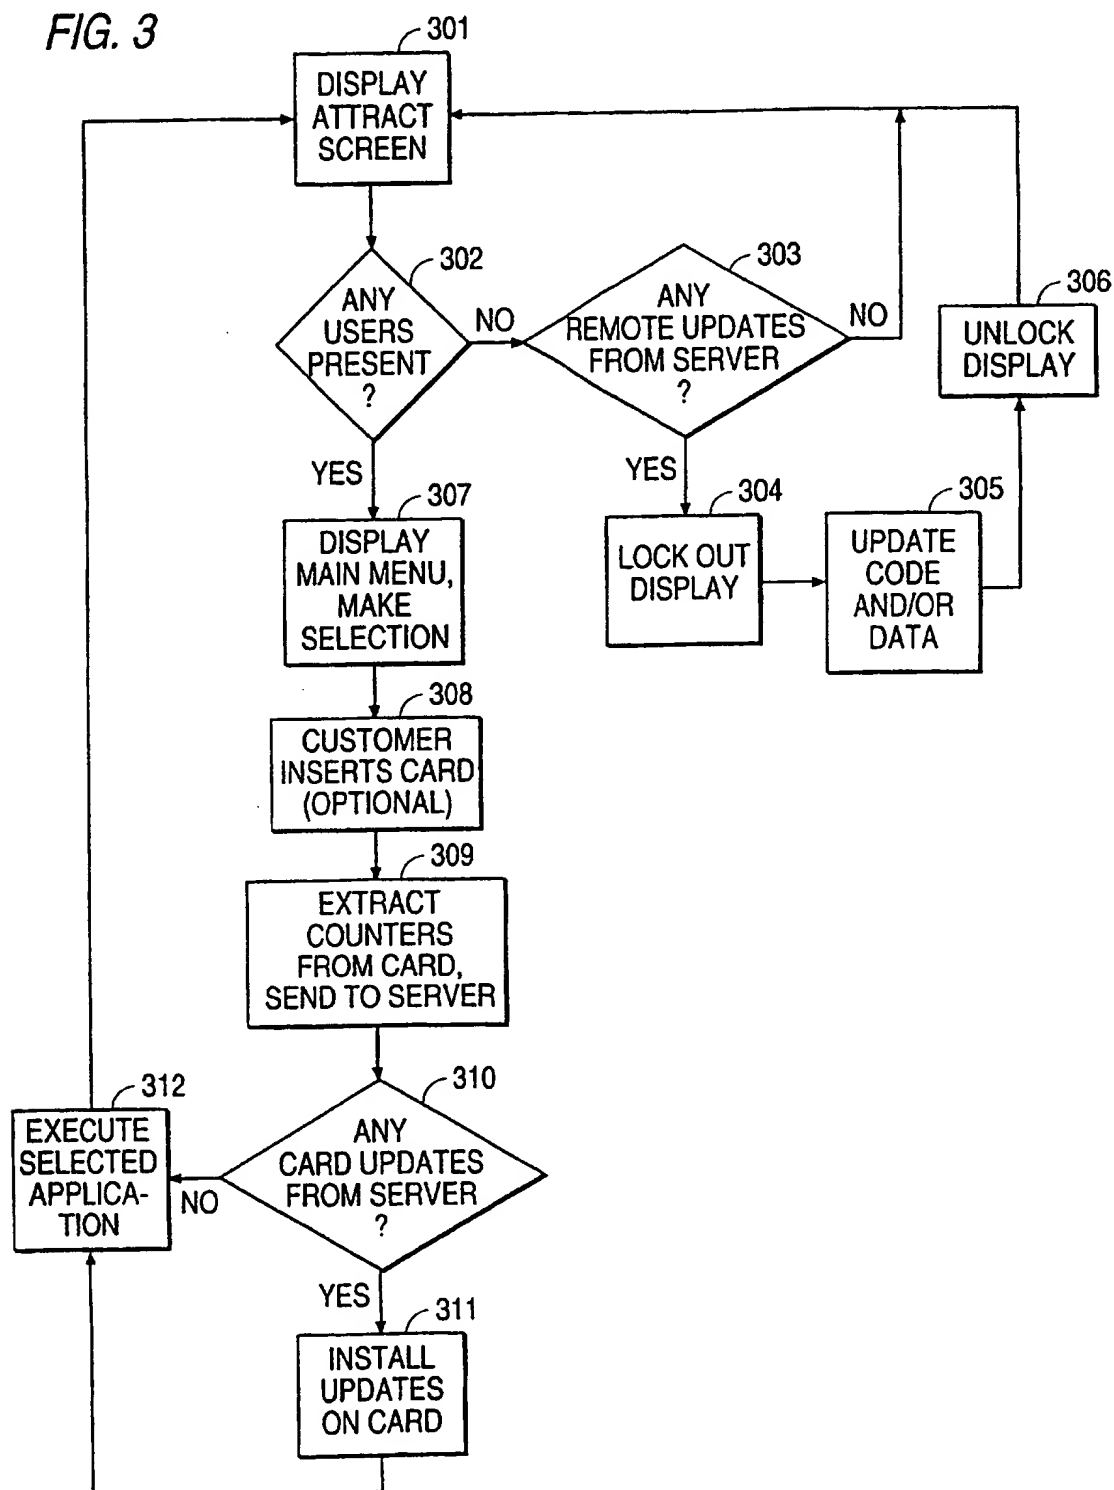 FIG. 3
301
DISPLAY
ATTRACT
SCREEN
302
ANY
USERS
PRESENT
?
NO
303
ANY
REMOTE UPDATES
FROM SERVER
?
NO
306
UNLOCK
DISPLAY
YES
YES
304
LOCK OUT
DISPLAY
305
UPDATE
CODE
AND/OR
DATA
307
DISPLAY
MAIN MENU,
MAKE
SELECTION
308
CUSTOMER
INSERTS CARD
(OPTIONAL)
309
EXTRACT
COUNTERS
FROM CARD,
SEND TO SERVER
310
ANY
CARD UPDATES
FROM SERVER
?
NO
312
EXECUTE
SELECTED
APPLICA-
TION
YES
311
INSTALL
UPDATES
ON CARD